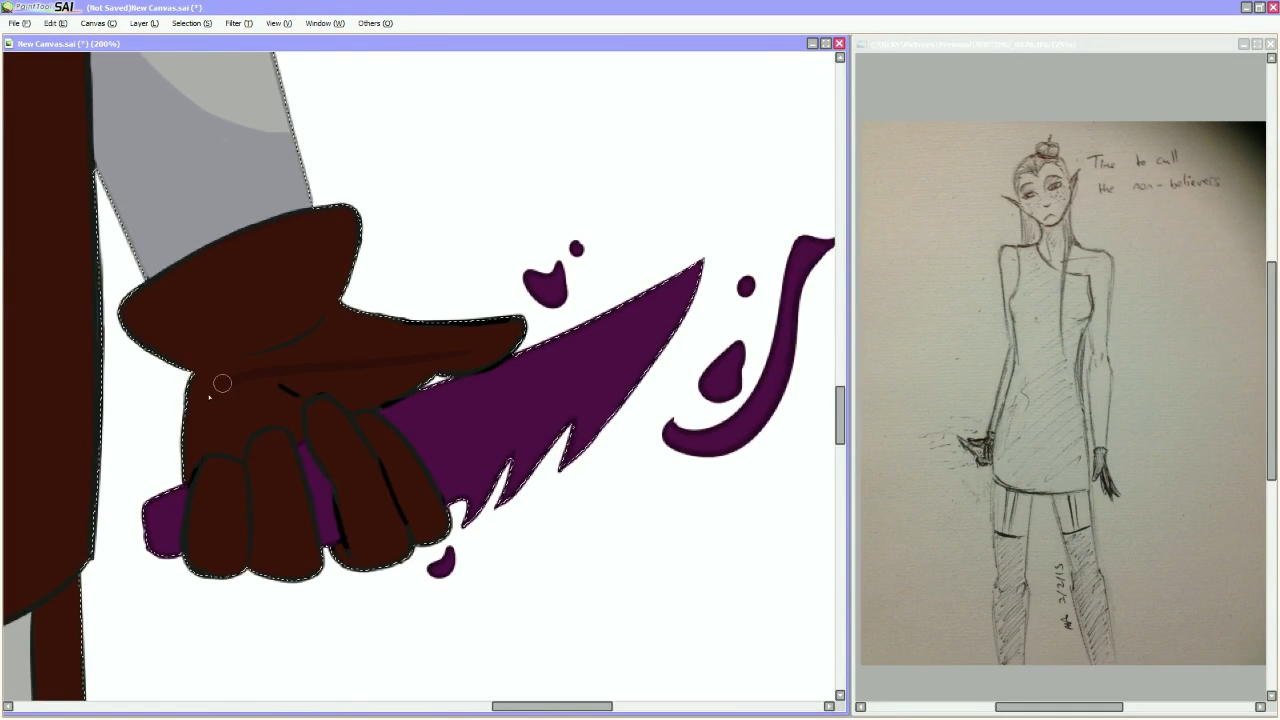 PaintTool SAI (Not Saved)New Canvas.sai (*)
File (F) Edit (E) Canvas (C) Layer (L) Selection (S) Filter (T) View (V) Window (W) Others (O)
New Canvas.sai (*) (200%)
Time to cull
the non-believers
2/2/15